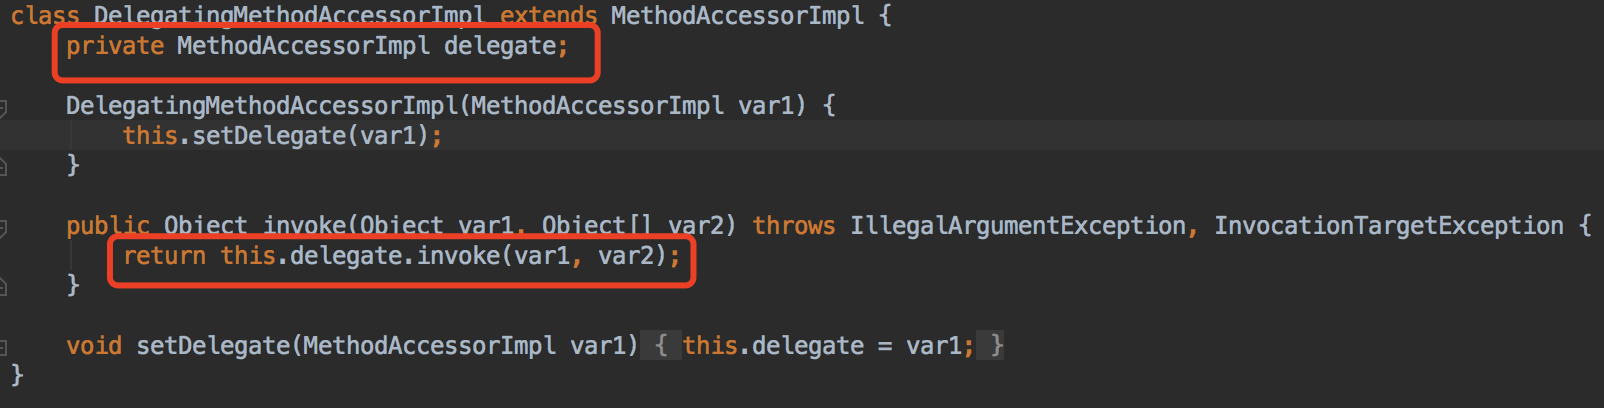 class DelegatingMethodAccessorImpl extends MethodAccessorImpl {
private MethodAccessorImpl delegate;
DelegatingMethodAccessorImpl(MethodAccessorImpl var1) {
this.setDelegate(var1);
}
public Object invoke(Object var1, Object[] var2) throws IllegalArgumentException, InvocationTargetException {
return this.delegate.invoke(var1, var2);
}
void setDelegate(MethodAccessorImpl var1) { this.delegate = var1; }
}